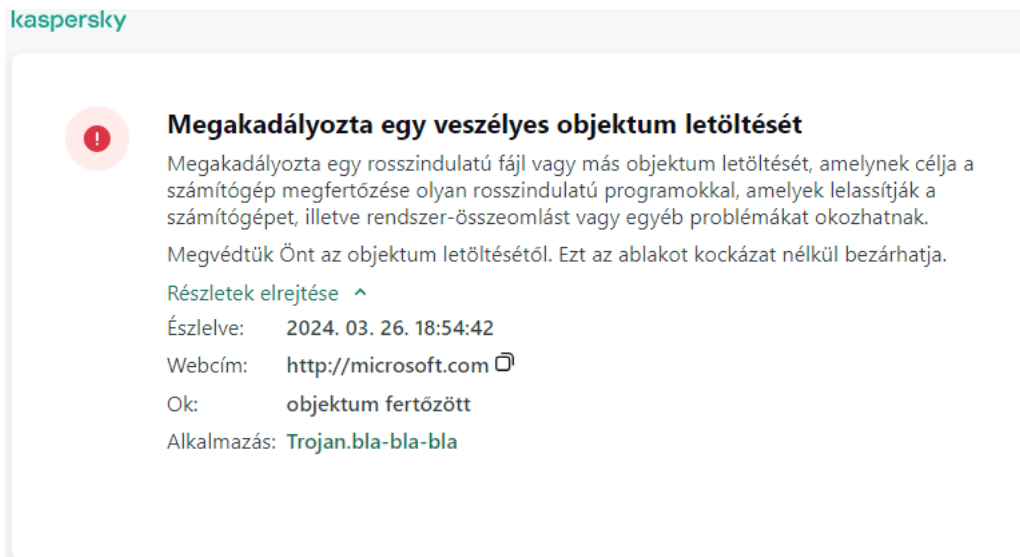 kaspersky
Megakadályozta egy veszélyes objektum letöltését
Megakadályozta egy rosszindulatú fájl vagy más objektum letöltését, amelynek célja a
számítógép megfertőzése olyan rosszindulatú programokkal, amelyek lelassítják a
számítógépet, illetve rendszer-összeomlást vagy egyéb problémákat okozhatnak.
Megvédtük Önt az objektum letöltésétől. Ezt az ablakot kockázat nélkül bezárhatja.
Részletek elrejtése
Észlelve: 2024. 03. 26. 18:54:42
Webcím: http://microsoft.com
Ok: objektum fertőzött
Alkalmazás: Trojan.bla-bla-bla